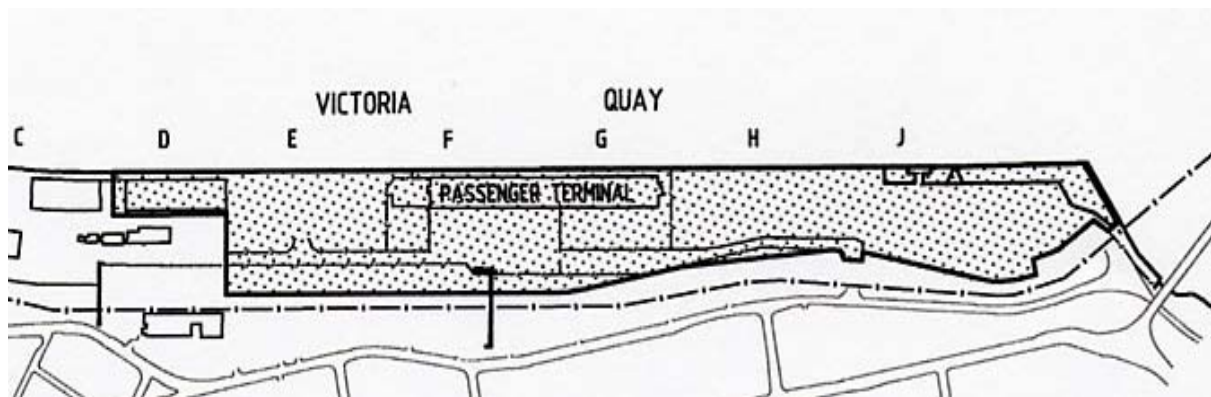 VICTORIA QUAY
C D E F G H J
PASSENGER TERMINAL